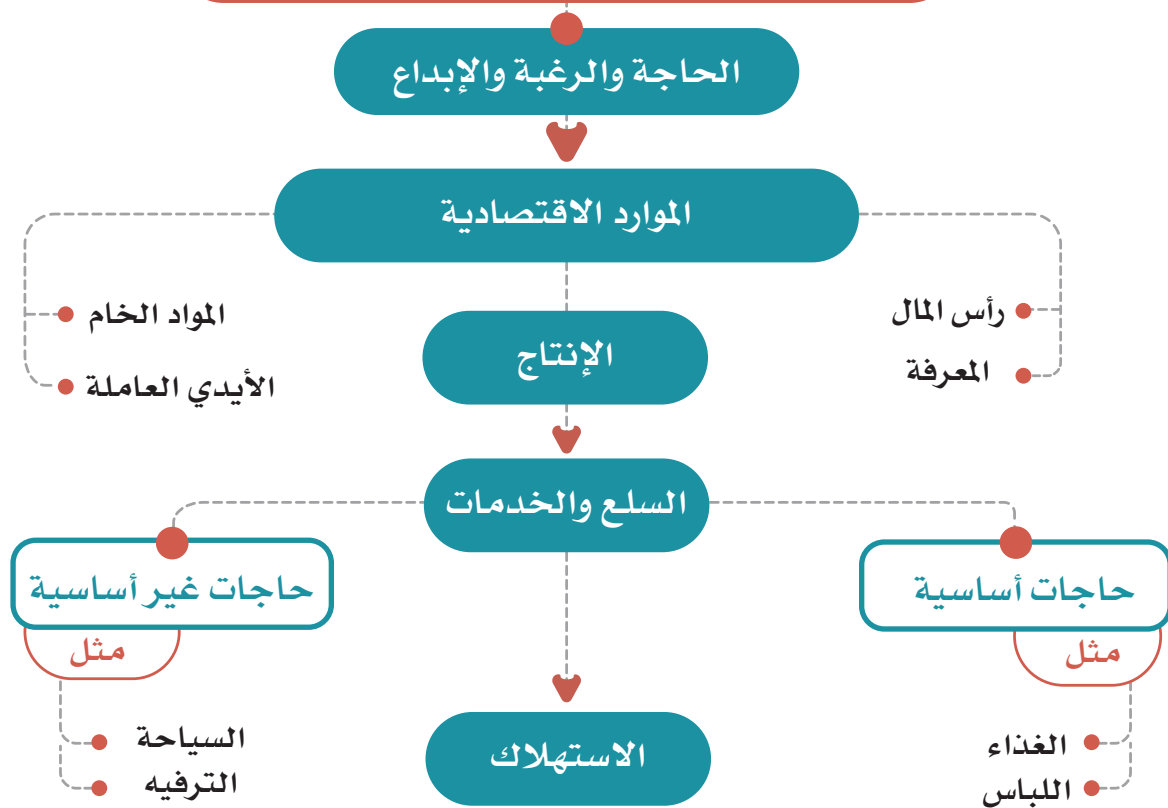 الحاجة والرغبة والإبداع
الموارد الاقتصادية
رأس المال
المعرفة
المواد الخام
الأيدي العاملة
الإنتاج
السلع والخدمات
حاجات أساسية
مثل
الغذاء
اللباس
حاجات غير أساسية
مثل
السياحة
الترفيه
الاستهلاك